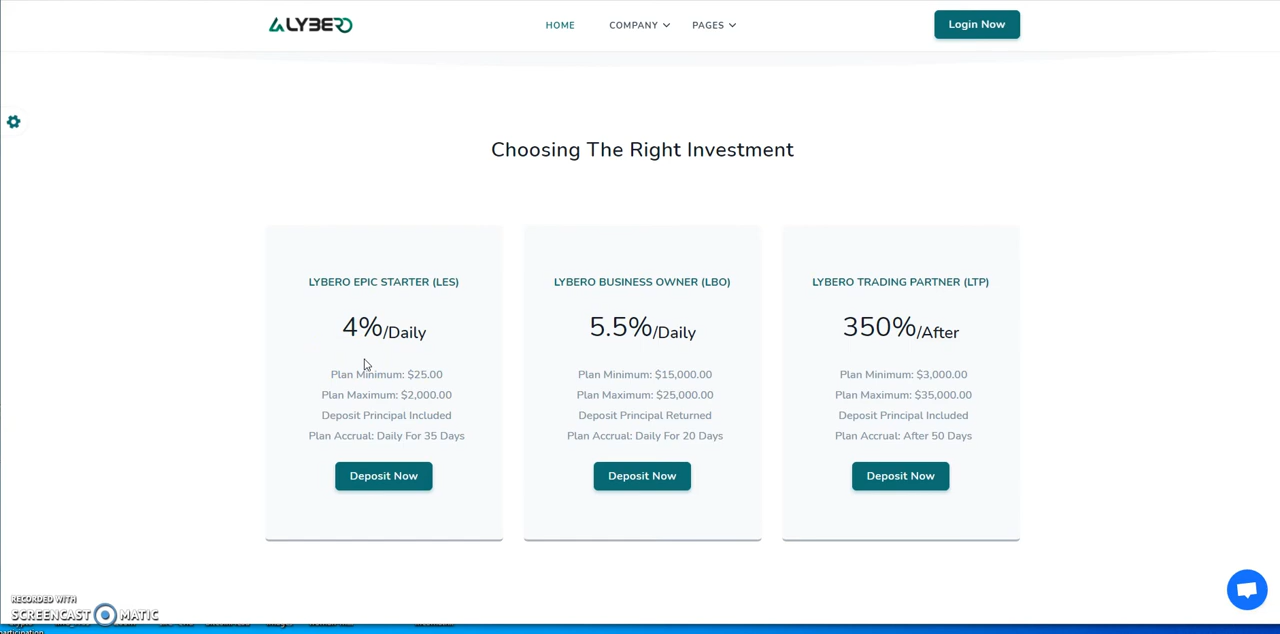 LYBERO
HOME
COMPANY
PAGES
Login Now
Choosing The Right Investment
LYBERO EPIC STARTER (LES)
4%/Daily
Plan Minimum: $25.00
Plan Maximum: $2,000.00
Deposit Principal Included
Plan Accrual: Daily For 35 Days
Deposit Now
LYBERO BUSINESS OWNER (LBO)
5.5%/Daily
Plan Minimum: $15,000.00
Plan Maximum: $25,000.00
Deposit Principal Returned
Plan Accrual: Daily For 20 Days
Deposit Now
LYBERO TRADING PARTNER (LTP)
350%/After
Plan Minimum: $3,000.00
Plan Maximum: $35,000.00
Deposit Principal Included
Plan Accrual: After 50 Days
Deposit Now
RECORDED WITH
SCREENCAST MATIC